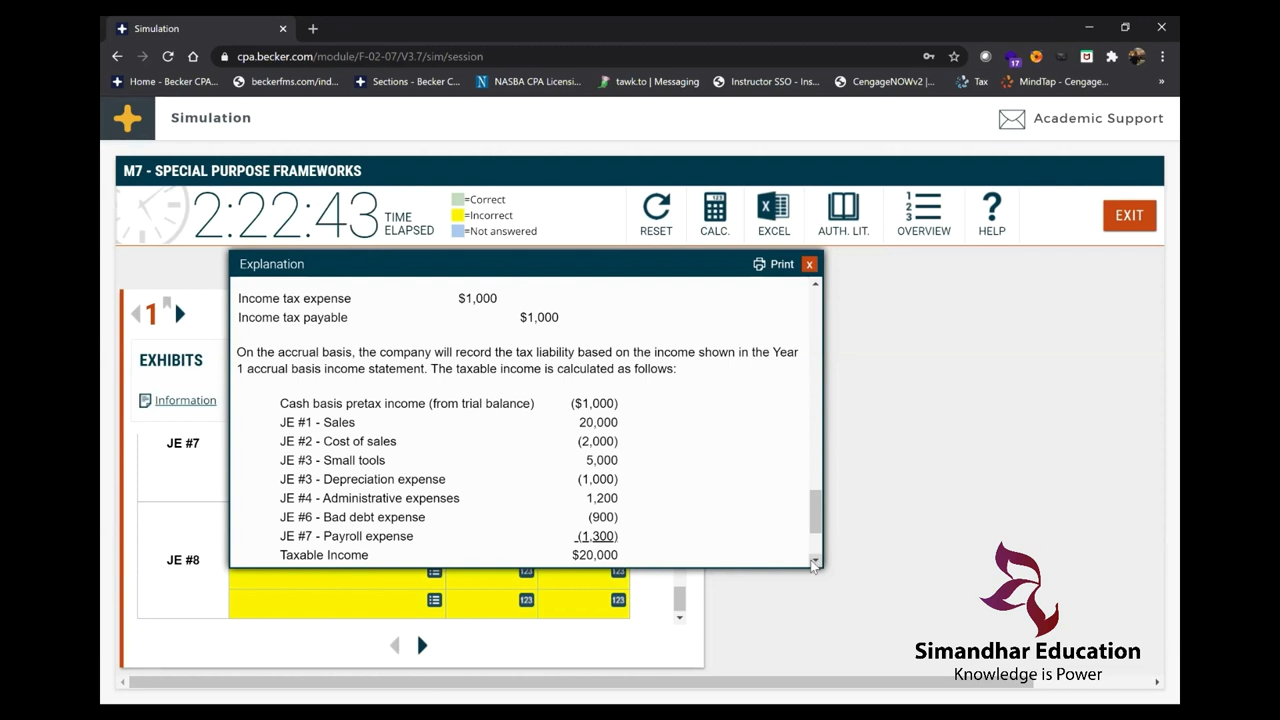 Simulation
cpa.becker.com/module/F-02-07/V3.7/sim/session
17
Home - Becker CPA...
beckerfms.com/ind...
Sections - Becker C...
NASBA CPA Licensi...
tawk.to | Messaging
Instructor SSO - Ins...
CengageNOWv2 |...
Tax
MindTap - Cengage...
»
Simulation
Academic Support
M7 - SPECIAL PURPOSE FRAMEWORKS
2:22:43
TIME
ELAPSED
=Correct
=Incorrect
=Not answered
RESET
CALC.
EXCEL
AUTH. LIT.
OVERVIEW
HELP
EXIT
Explanation
Print
x
1
EXHIBITS
Information
JE #7
JE #8
Income tax expense $1,000
Income tax payable $1,000
On the accrual basis, the company will record the tax liability based on the income shown in the Year
1 accrual basis income statement. The taxable income is calculated as follows:
Cash basis pretax income (from trial balance) ($1,000)
JE #1 - Sales 20,000
JE #2 - Cost of sales (2,000)
JE #3 - Small tools 5,000
JE #3 - Depreciation expense (1,000)
JE #4 - Administrative expenses 1,200
JE #6 - Bad debt expense (900)
JE #7 - Payroll expense (1,300)
Taxable Income $20,000
123 123
123 123
Simandhar Education
Knowledge is Power